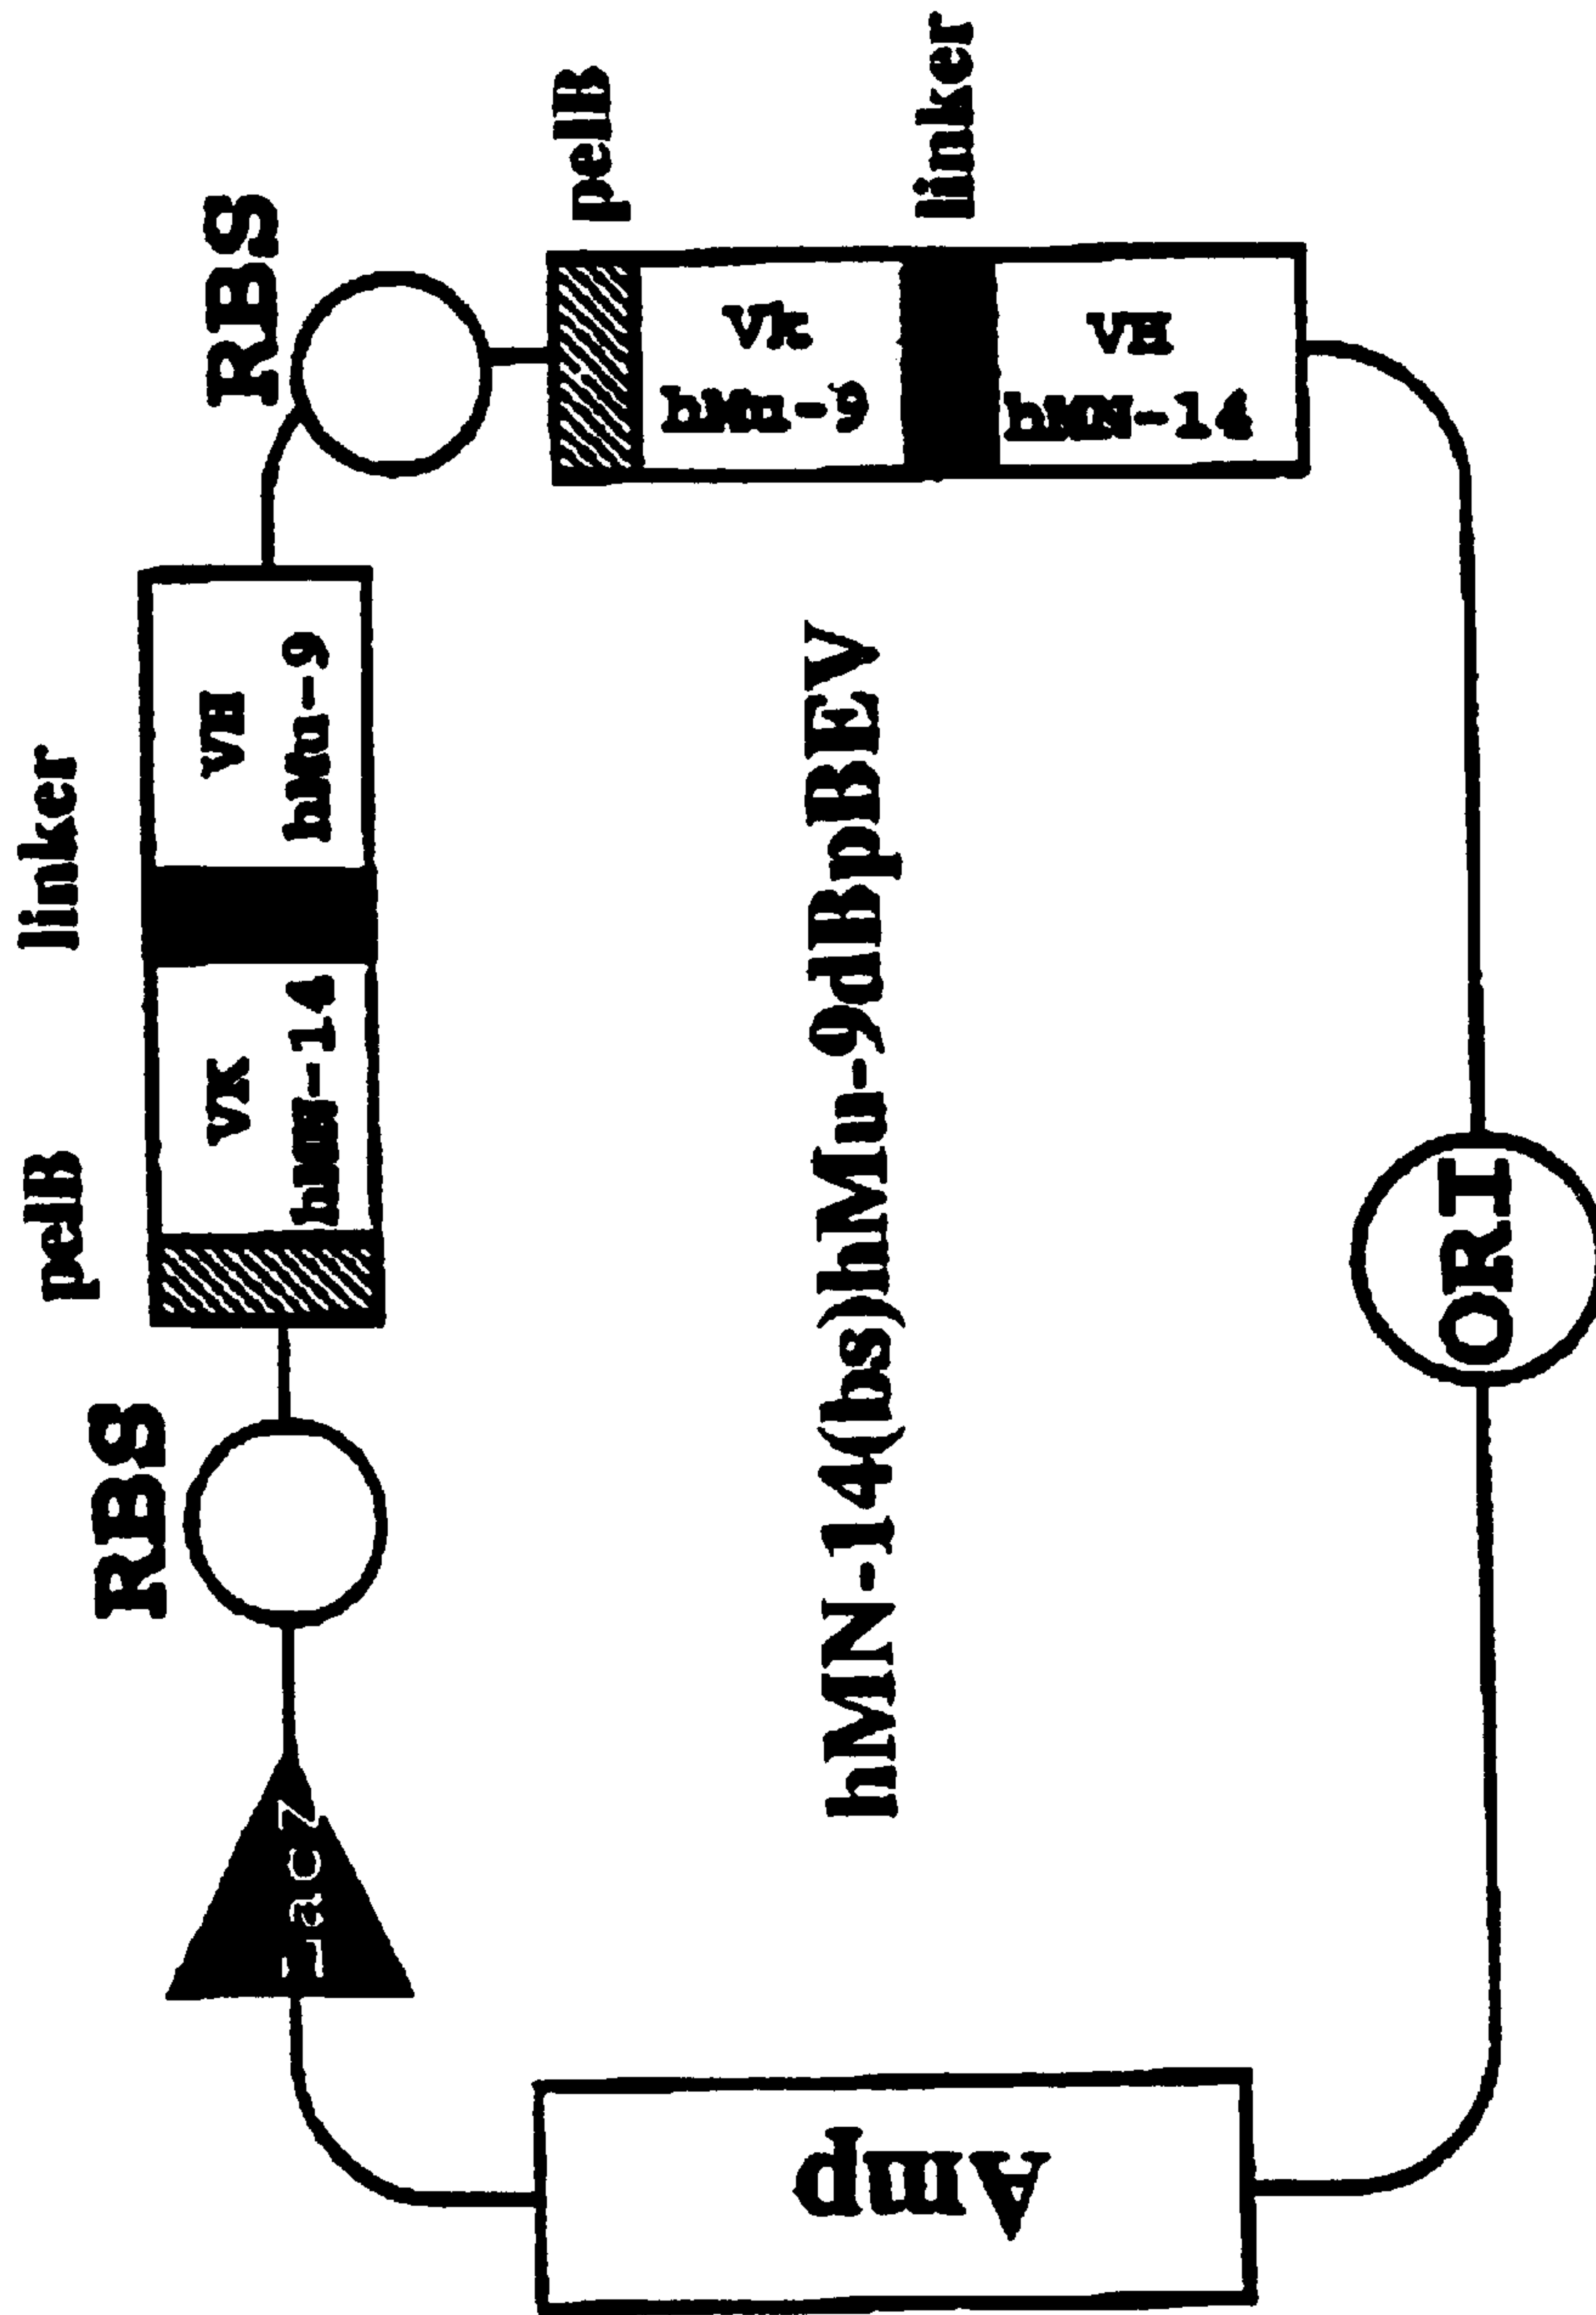 LacZ
RBS
pelB
linker
VK
hMN-14
VH
hMu-9
RBS
pelB
linker
VK
hMu-9
VH
hMN-14
hMN-14(bs)hMu-9dBpBEV
Amp
ORI